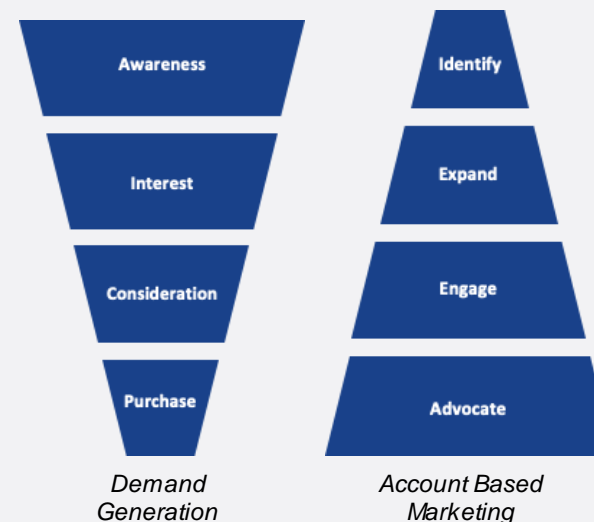 Awareness
Interest
Consideration
Purchase
Demand
Generation
Identify
Expand
Engage
Advocate
Account Based
Marketing